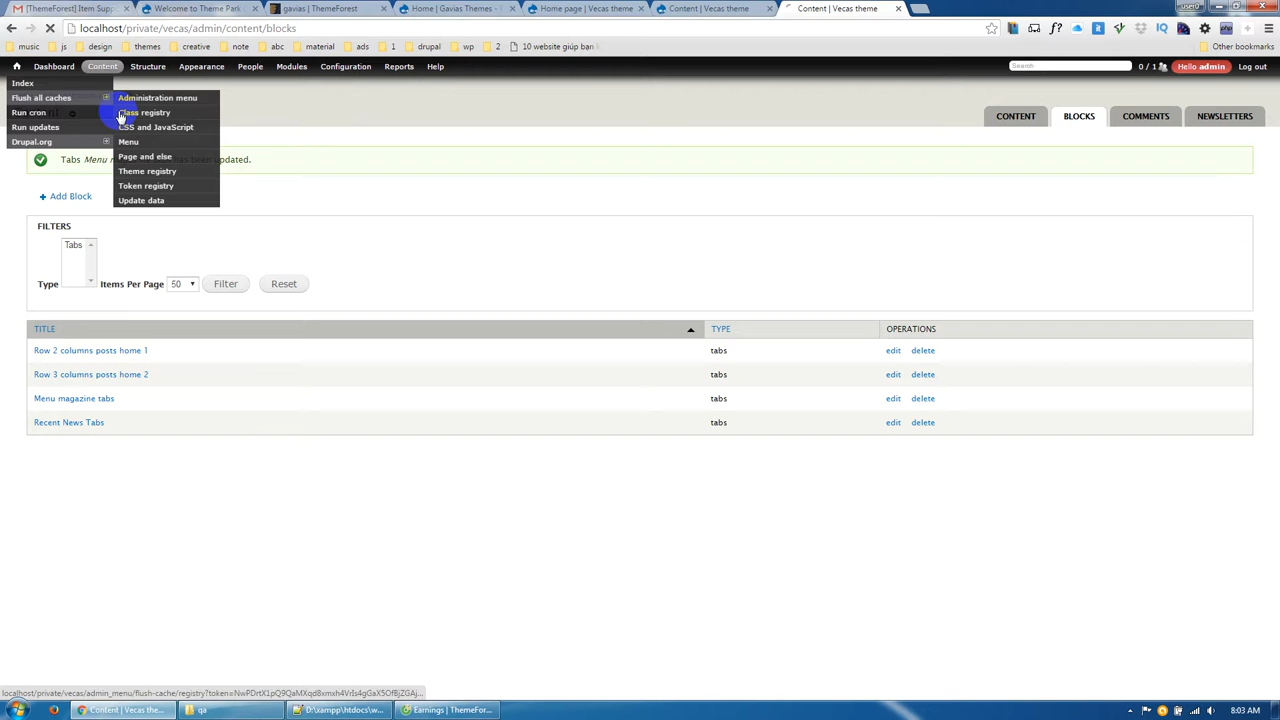 [ThemeForest] Item Supp
Welcome to Theme Park
gavias | ThemeForest
Home | Gavias Themes -
Home page | Vecas theme
Content | Vecas theme
Content | Vecas theme
user0
localhost/private/vecas/admin/content/blocks
music js design themes creative note abc material ads 1 drupal wp 2 10 website giúp bạn k
Other bookmarks
Dashboard Content Structure Appearance People Modules Configuration Reports Help
Search
0 / 1
Hello admin
Log out
Index
Flush all caches
Run cron
Run updates
Drupal.org
Administration menu
Class registry
CSS and JavaScript
Menu
Page and else
Theme registry
Token registry
Update data
CONTENT BLOCKS COMMENTS NEWSLETTERS
Tabs Menu been updated.
Add Block
FILTERS
Tabs
Type
Items Per Page 50 Filter Reset
TITLE TYPE OPERATIONS
Row 2 columns posts home 1 tabs edit delete
Row 3 columns posts home 2 tabs edit delete
Menu magazine tabs tabs edit delete
Recent News Tabs tabs edit delete
localhost/private/vecas/admin_menu/flush-cache/registry?token=
Content | Vecas the...
qa
D:\xampp\htdocs\w...
Earnings | ThemeFor...
8:03 AM